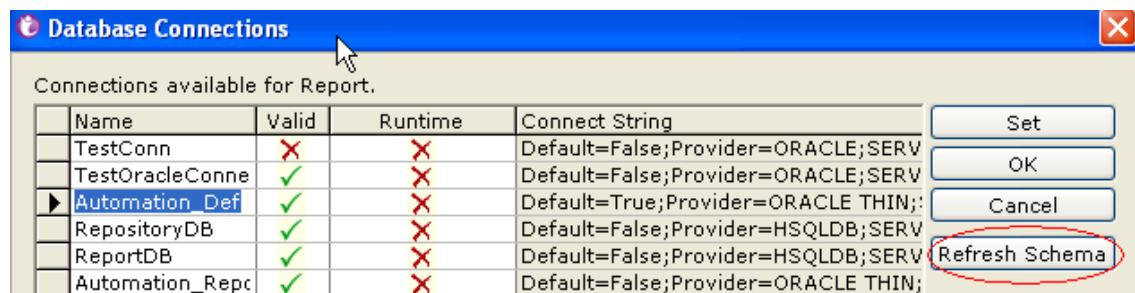 Database Connections
Connections available for Report.
Name Valid Runtime Connect String
TestConn Default=False;Provider=ORACLE;SERV
TestOracleConne Default=False;Provider=ORACLE;SERV
Automation_Def Default=True;Provider=ORACLE THIN;
RepositoryDB Default=False;Provider=HSQLDB;SERV
ReportDB Default=False;Provider=HSQLDB;SERV
Automation_Repo Default=False;Provider=ORACLE THIN;
Set
OK
Cancel
Refresh Schema